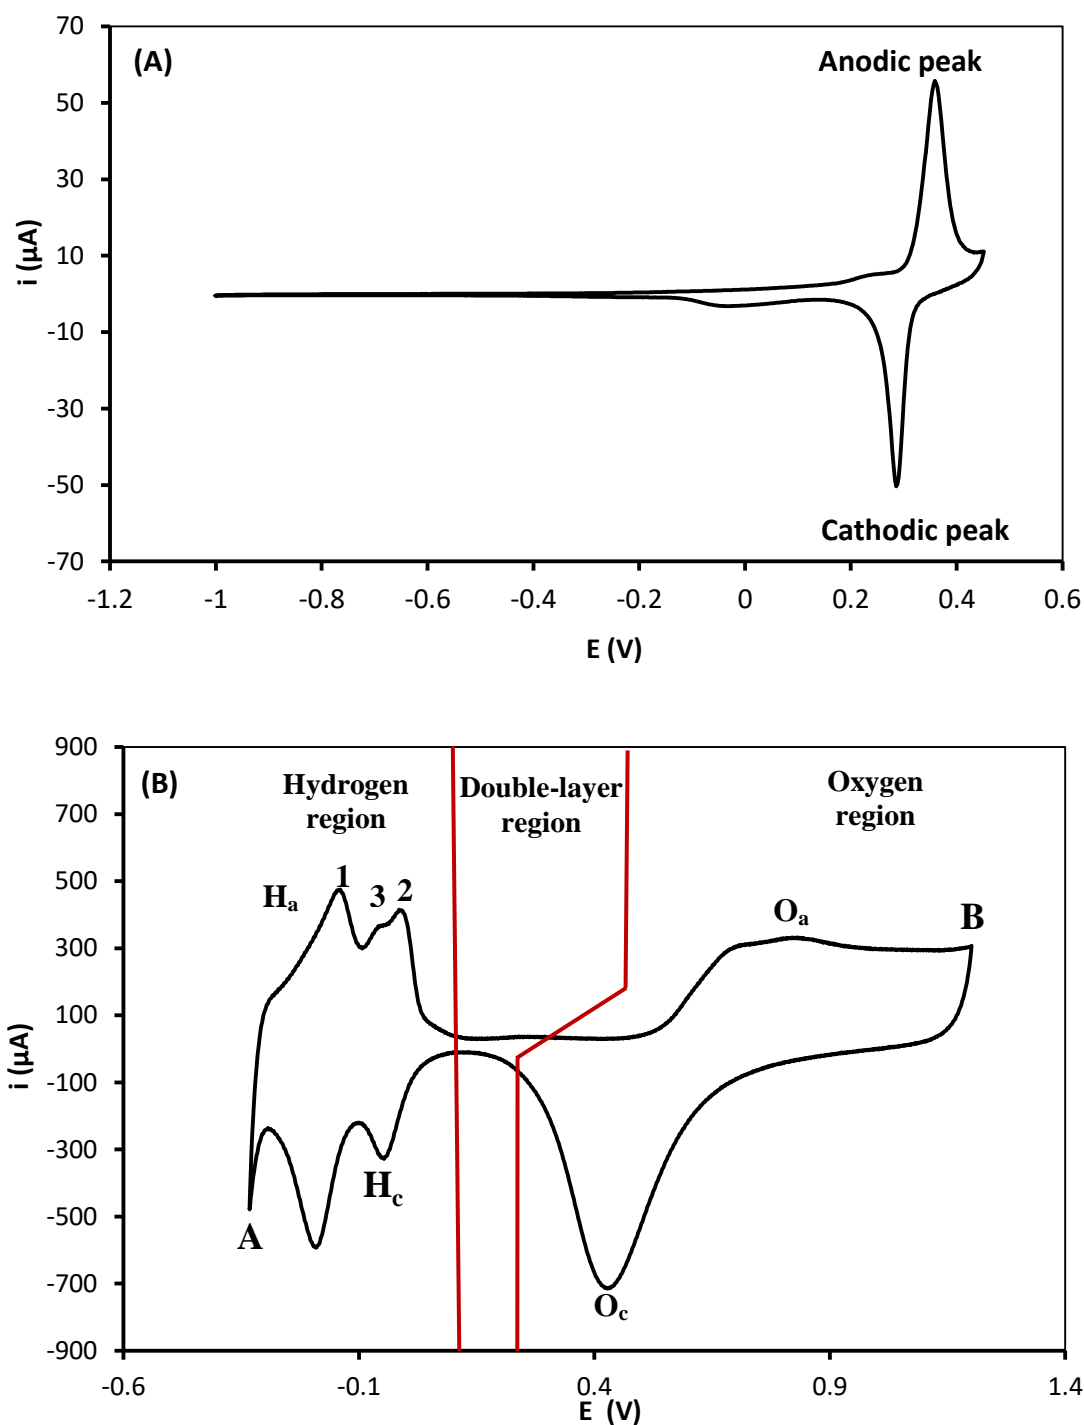 70
(A)
Anodic peak
50
30
i (µA)
10
-10
-30
-50
Cathodic peak
-70
-1.2 -1 -0.8 -0.6 -0.4 -0.2 0 0.2 0.4 0.6
E (V)
900
(B)
Hydrogen region
Double-layer region
Oxygen region
700
500
Hₐ 1 3 2
Oₐ B
300
100
i (µA)
-100
-300
H꜀
-500
A
-700
O꜀
-900
-0.6 -0.1 0.4 0.9 1.4
E (V)